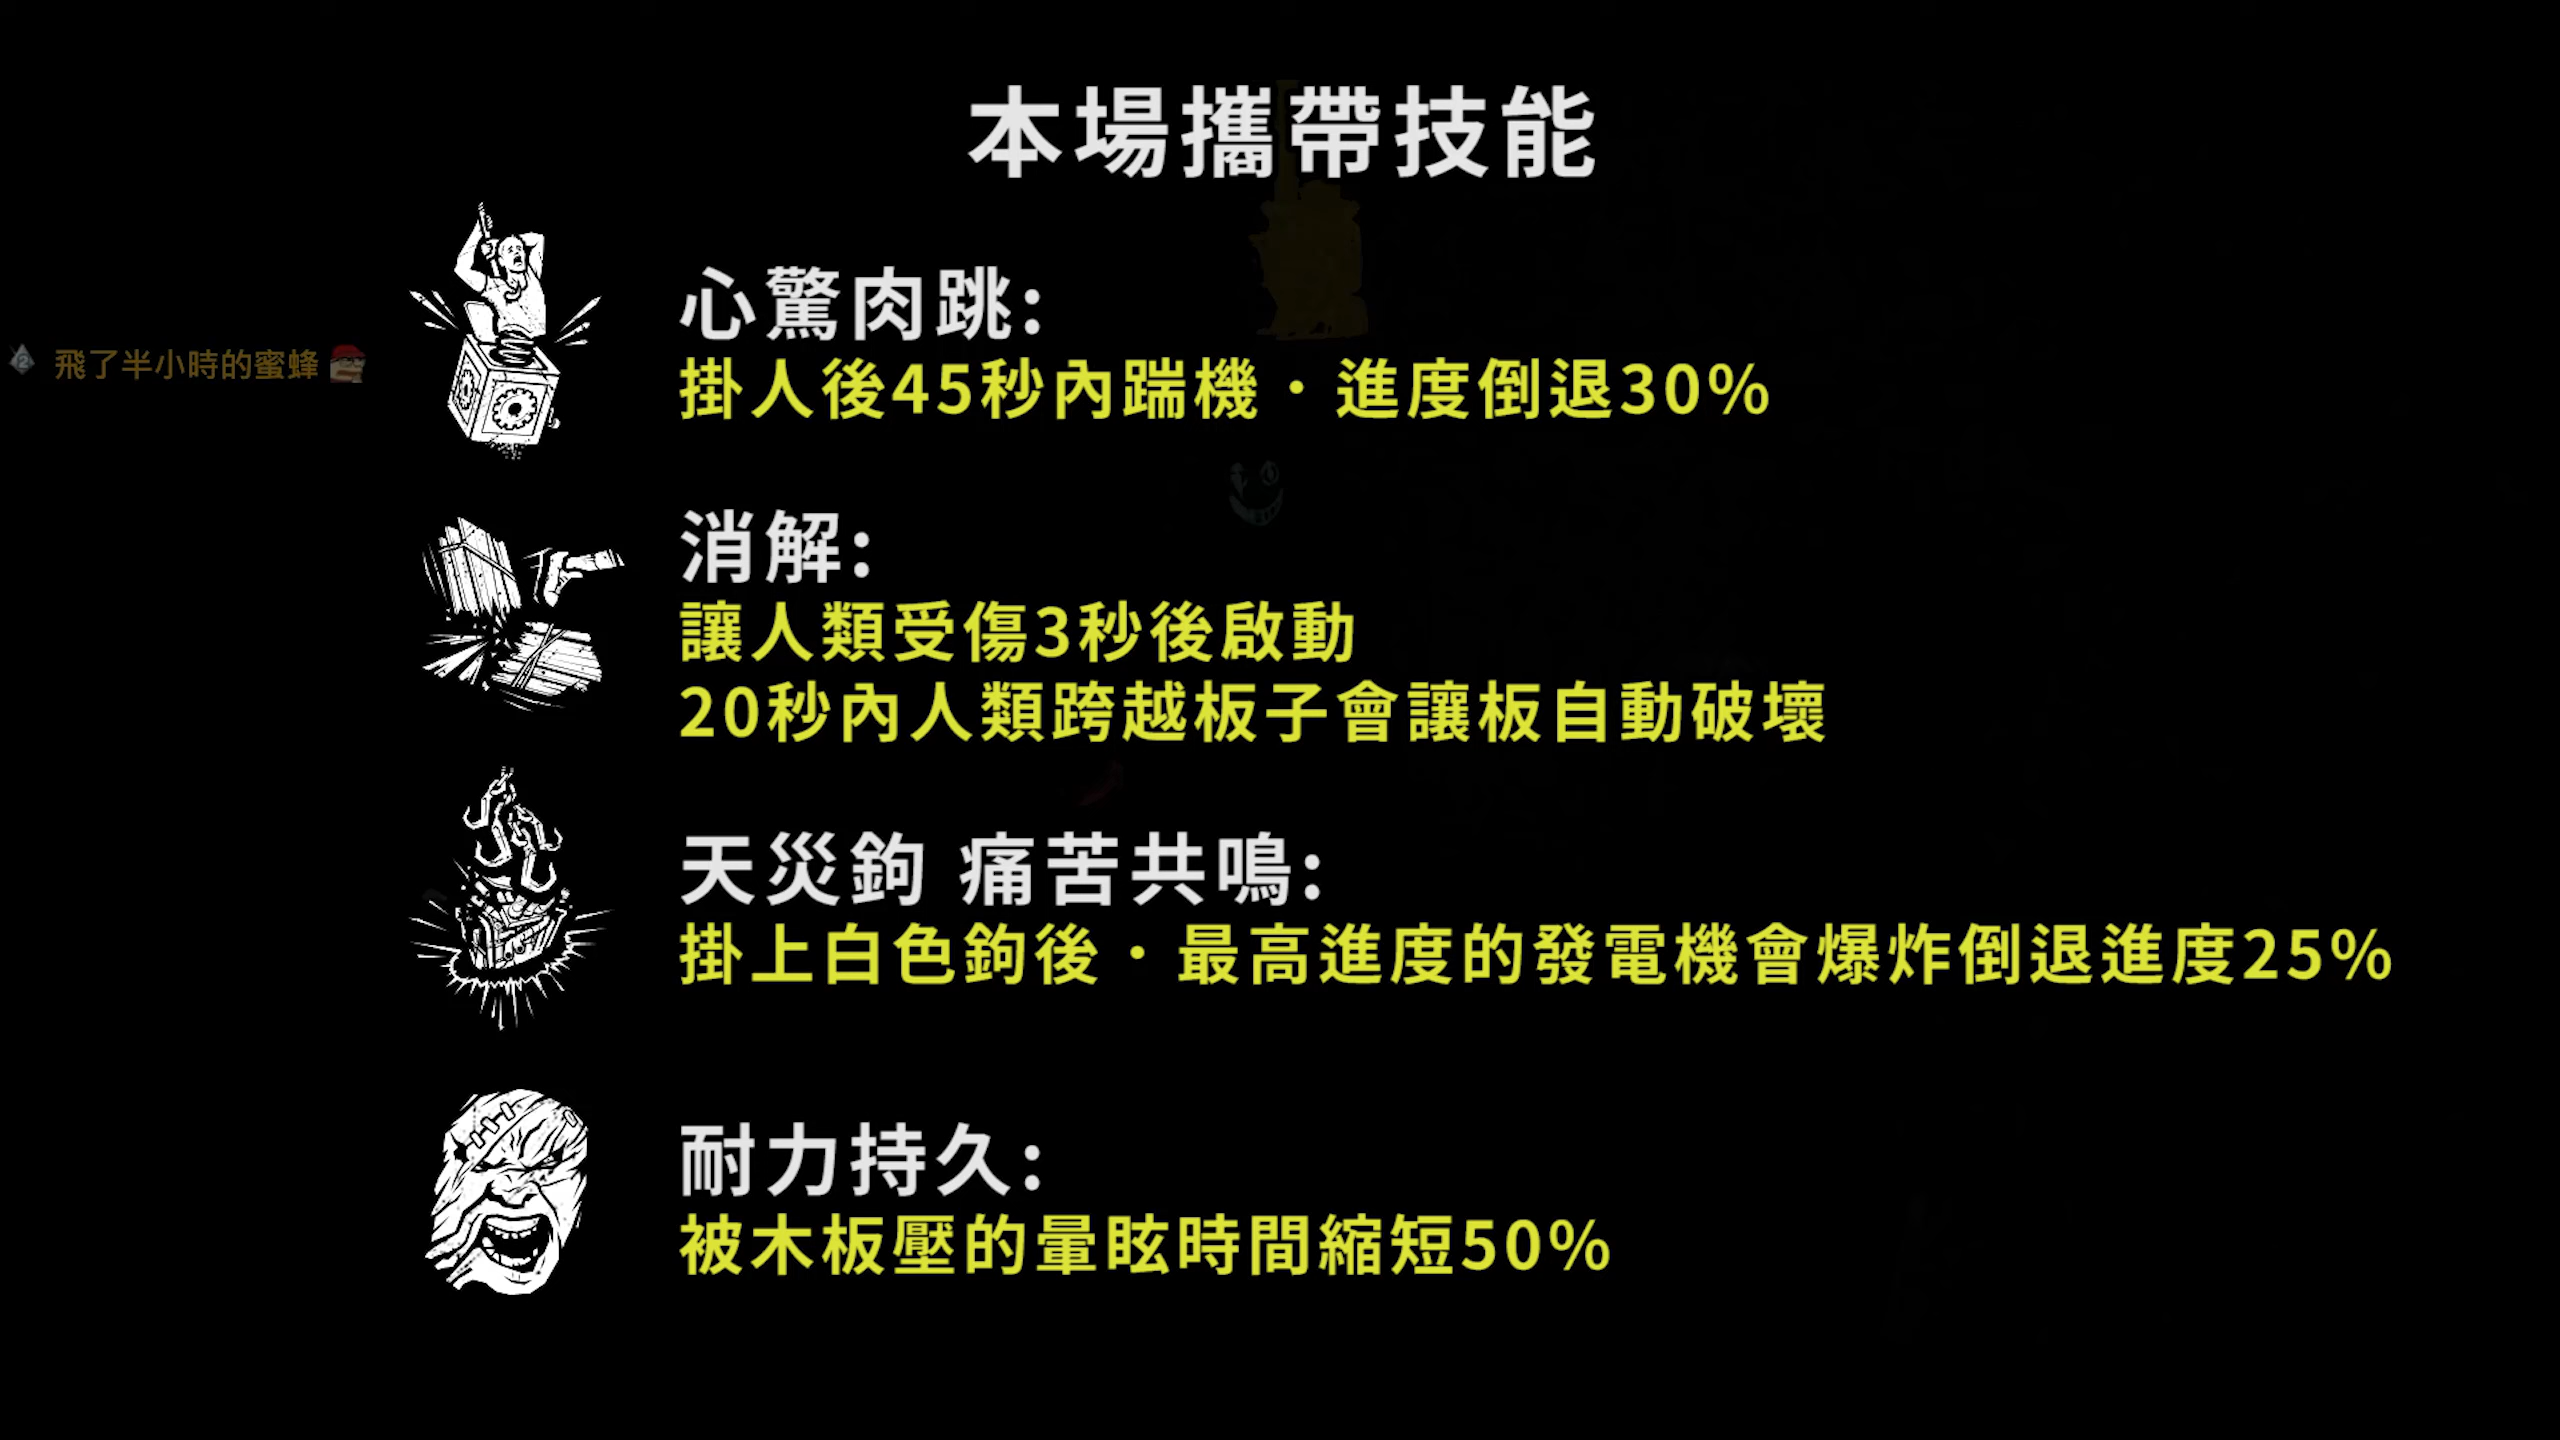 本場攜帶技能
心驚肉跳:
掛人後45秒內踹機・進度倒退30%
飛了半小時的蜜蜂
消解:
讓人類受傷3秒後啟動
20秒內人類跨越板子會讓板自動破壞
天災鉤 痛苦共鳴:
掛上白色鉤後・最高進度的發電機會爆炸倒退進度25%
耐力持久:
被木板壓的暈眩時間縮短50%